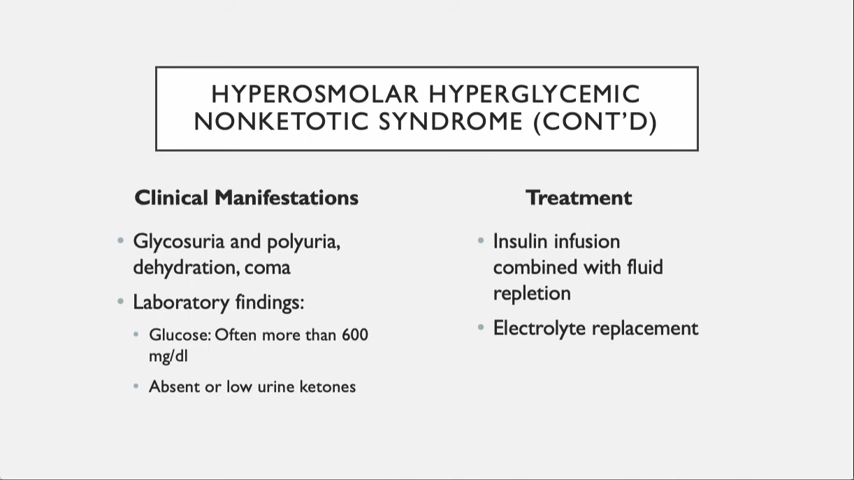 HYPEROSMOLAR HYPERGLYCEMIC
NONKETOTIC SYNDROME (CONT'D)
Clinical Manifestations
• Glycosuria and polyuria,
dehydration, coma
• Laboratory findings:
• Glucose: Often more than 600
mg/dl
• Absent or low urine ketones
Treatment
• Insulin infusion
combined with fluid
repletion
• Electrolyte replacement